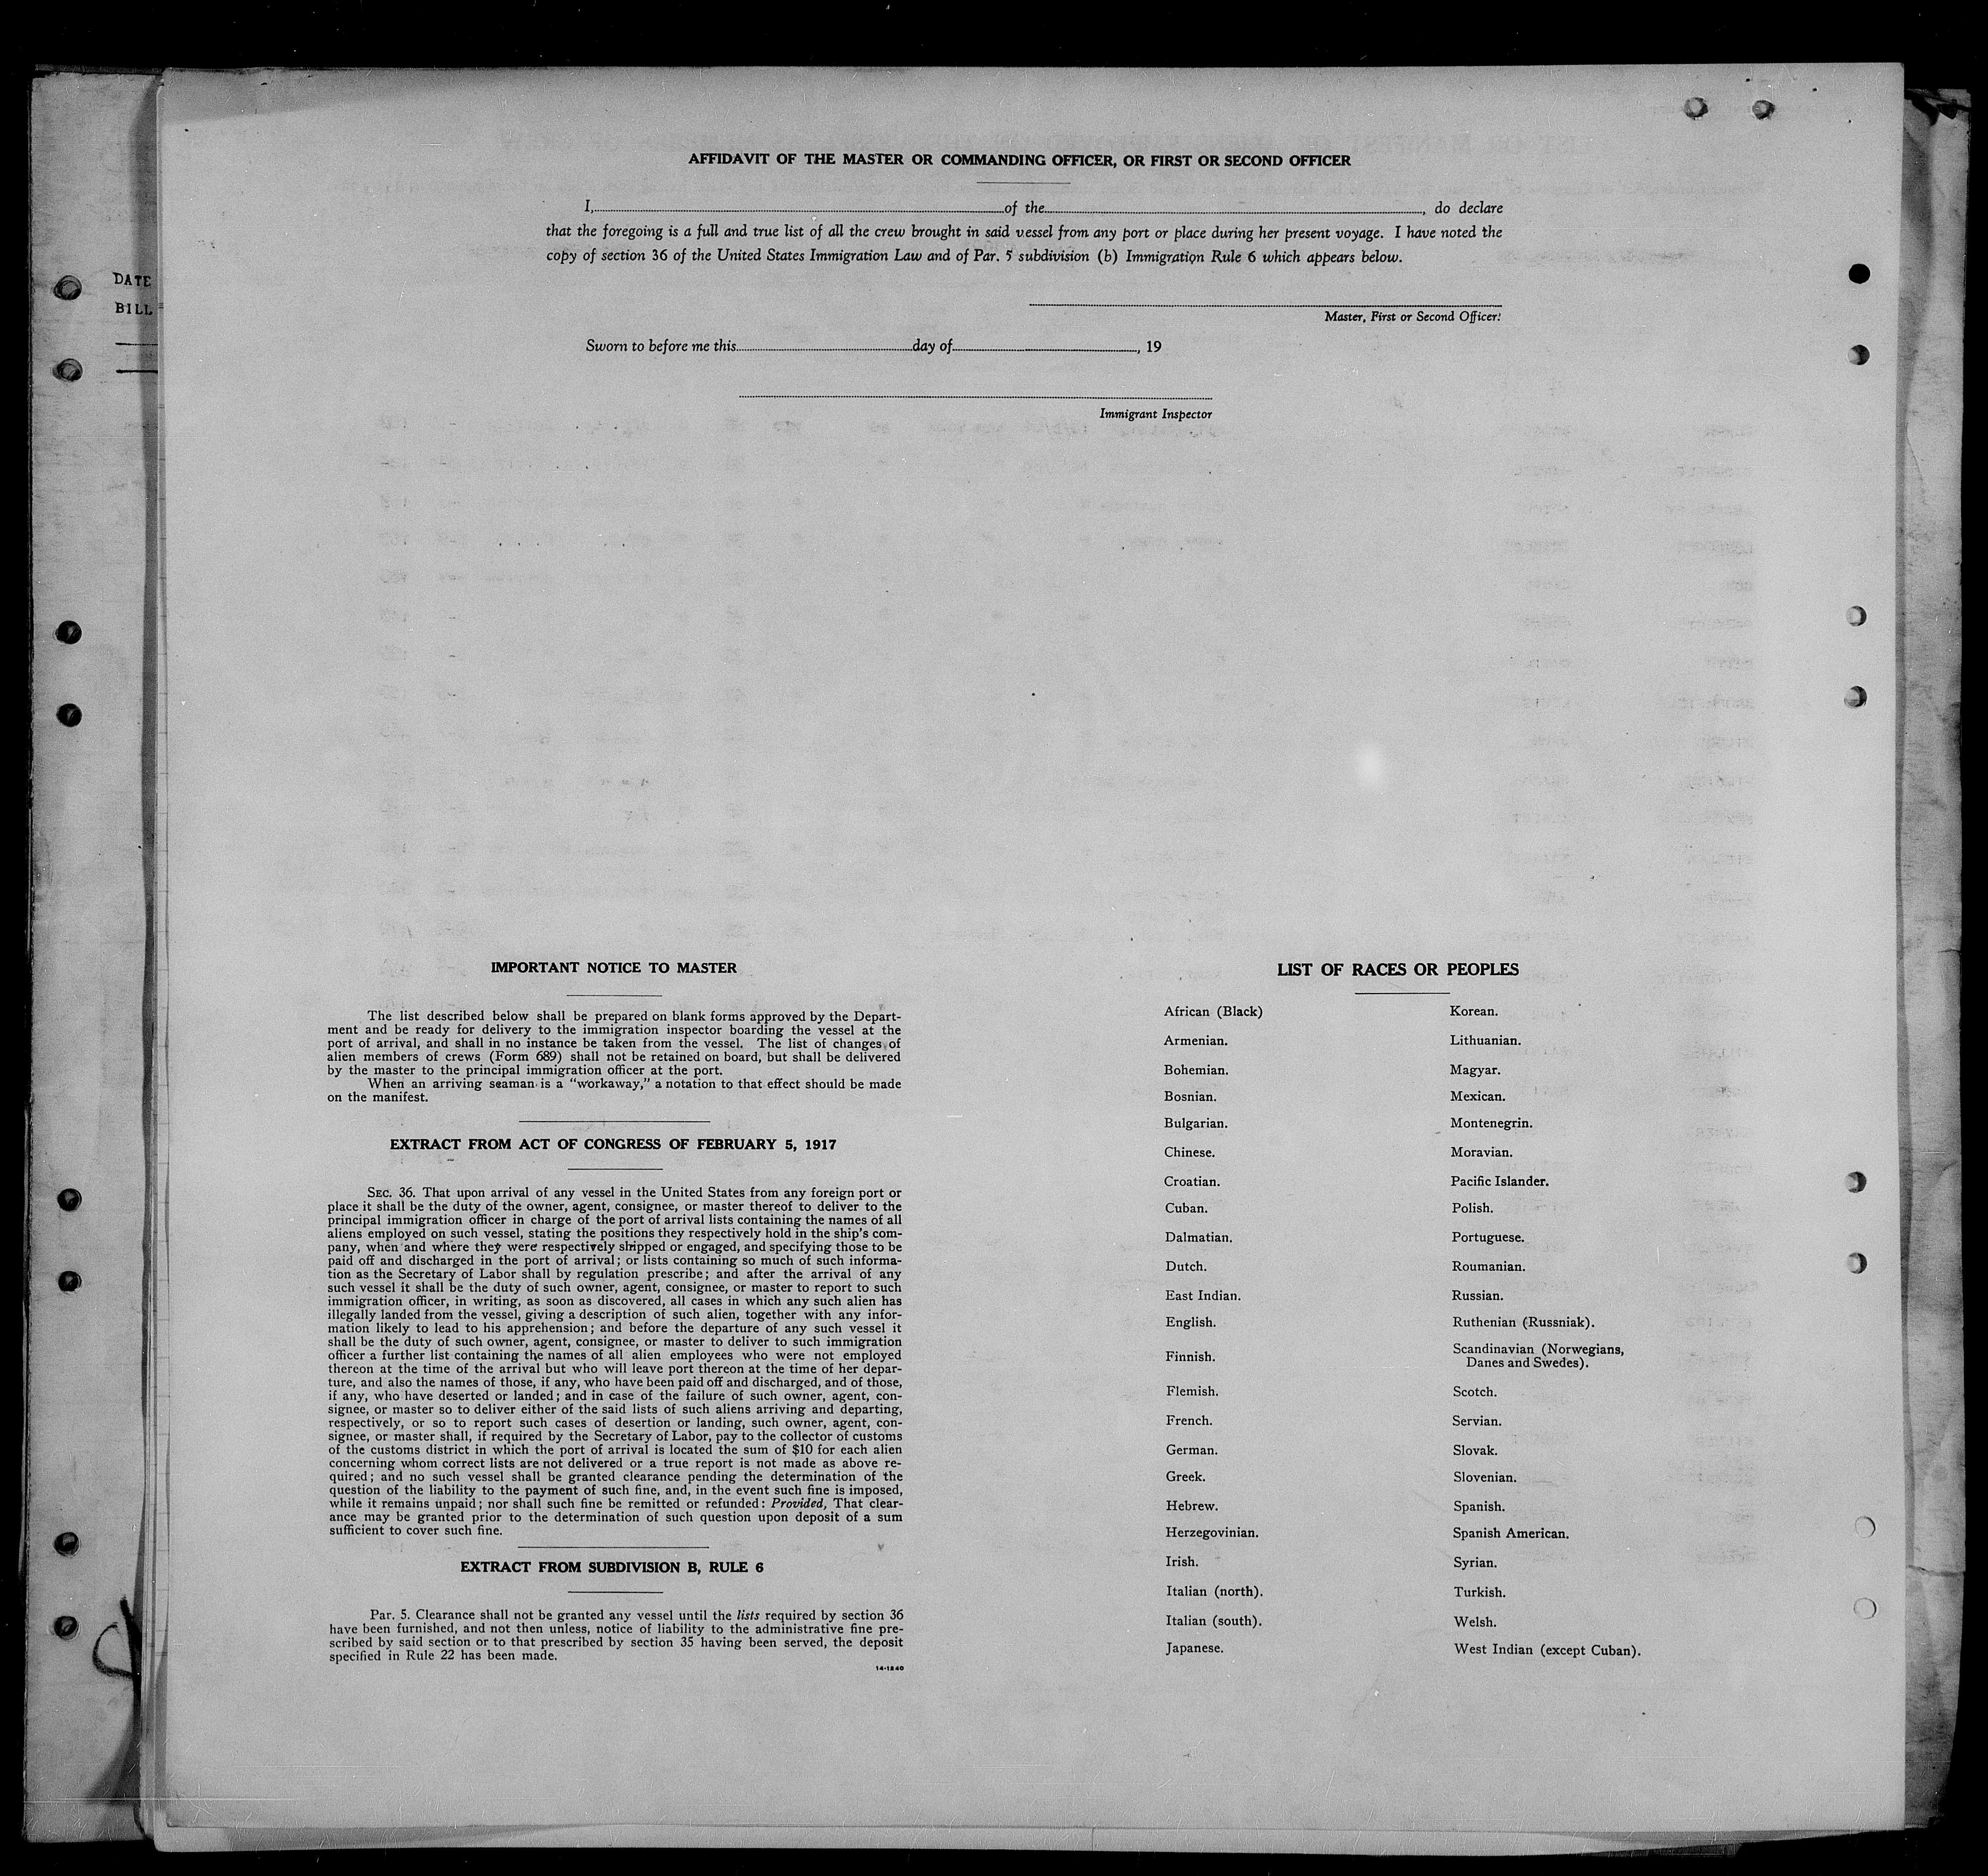 DATE
BILL
AFFIDAVIT OF THE MASTER OR COMMANDING OFFICER, OR FIRST OR SECOND OFFICER
I, of the , do declare
that the foregoing is a full and true list of all the crew brought in said vessel from any port or place during her present voyage. I have noted the
copy of section 36 of the United States Immigration Law and of Par. 5 subdivision (b) Immigration Rule 6 which appears below.
Master, First or Second Officer.
Sworn to before me this day of , 19
Immigrant Inspector
IMPORTANT NOTICE TO MASTER
The list described below shall be prepared on blank forms approved by the Depart-
ment and be ready for delivery to the immigration inspector boarding the vessel at the
port of arrival, and shall in no instance be taken from the vessel. The list of changes of
alien members of crews (Form 689) shall not be retained on board, but shall be delivered
by the master to the principal immigration officer at the port.
When an arriving seaman is a "workaway," a notation to that effect should be made
on the manifest.
EXTRACT FROM ACT OF CONGRESS OF FEBRUARY 5, 1917
SEC. 36. That upon arrival of any vessel in the United States from any foreign port or
place it shall be the duty of the owner, agent, consignee, or master thereof to deliver to the
principal immigration officer in charge of the port of arrival lists containing the names of all
aliens employed on such vessel, stating the positions they respectively hold in the ship's com-
pany, when and where they were respectively shipped or engaged, and specifying those to be
paid off and discharged in the port of arrival; or lists containing so much of such informa-
tion as the Secretary of Labor shall by regulation prescribe; and after the arrival of any
such vessel it shall be the duty of such owner, agent, consignee, or master to report to such
immigration officer, in writing, as soon as discovered, all cases in which any such alien has
illegally landed from the vessel, giving a description of such alien, together with any infor-
mation likely to lead to his apprehension; and before the departure of any such vessel it
shall be the duty of such owner, agent, consignee, or master to deliver to such immigration
officer a further list containing the names of all alien employees who were not employed
thereon at the time of the arrival but who will leave port thereon at the time of her depar-
ture, and also the names of those, if any, who have been paid off and discharged, and of those,
if any, who have deserted or landed; and in case of the failure of such owner, agent, con-
signee, or master so to deliver either of the said lists of such aliens arriving and departing,
respectively, or so to report such cases of desertion or landing, such owner, agent, con-
signee, or master shall, if required by the Secretary of Labor, pay to the collector of customs
of the customs district in which the port of arrival is located the sum of $10 for each alien
concerning whom correct lists are not delivered or a true report is not made as above re-
quired; and no such vessel shall be granted clearance pending the determination of the
question of the liability to the payment of such fine, and, in the event such fine is imposed,
while it remains unpaid; nor shall such fine be remitted or refunded: Provided, That clear-
ance may be granted prior to the determination of such question upon deposit of a sum
sufficient to cover such fine.
EXTRACT FROM SUBDIVISION B, RULE 6
Par. 5. Clearance shall not be granted any vessel until the lists required by section 36
have been furnished, and not then unless, notice of liability to the administrative fine pre-
scribed by said section or to that prescribed by section 35 having been served, the deposit
specified in Rule 22 has been made.
14-1240
LIST OF RACES OR PEOPLES
African (Black)
Armenian.
Bohemian.
Bosnian.
Bulgarian.
Chinese.
Croatian.
Cuban.
Dalmatian.
Dutch.
East Indian.
English.
Finnish.
Flemish.
French.
German.
Greek.
Hebrew.
Herzegovinian.
Irish.
Italian (north).
Italian (south).
Japanese.
Korean.
Lithuanian.
Magyar.
Mexican.
Montenegrin.
Moravian.
Pacific Islander.
Polish.
Portuguese.
Roumanian.
Russian.
Ruthenian (Russniak).
Scandinavian (Norwegians,
Danes and Swedes).
Scotch.
Servian.
Slovak.
Slovenian.
Spanish.
Spanish American.
Syrian.
Turkish.
Welsh.
West Indian (except Cuban).